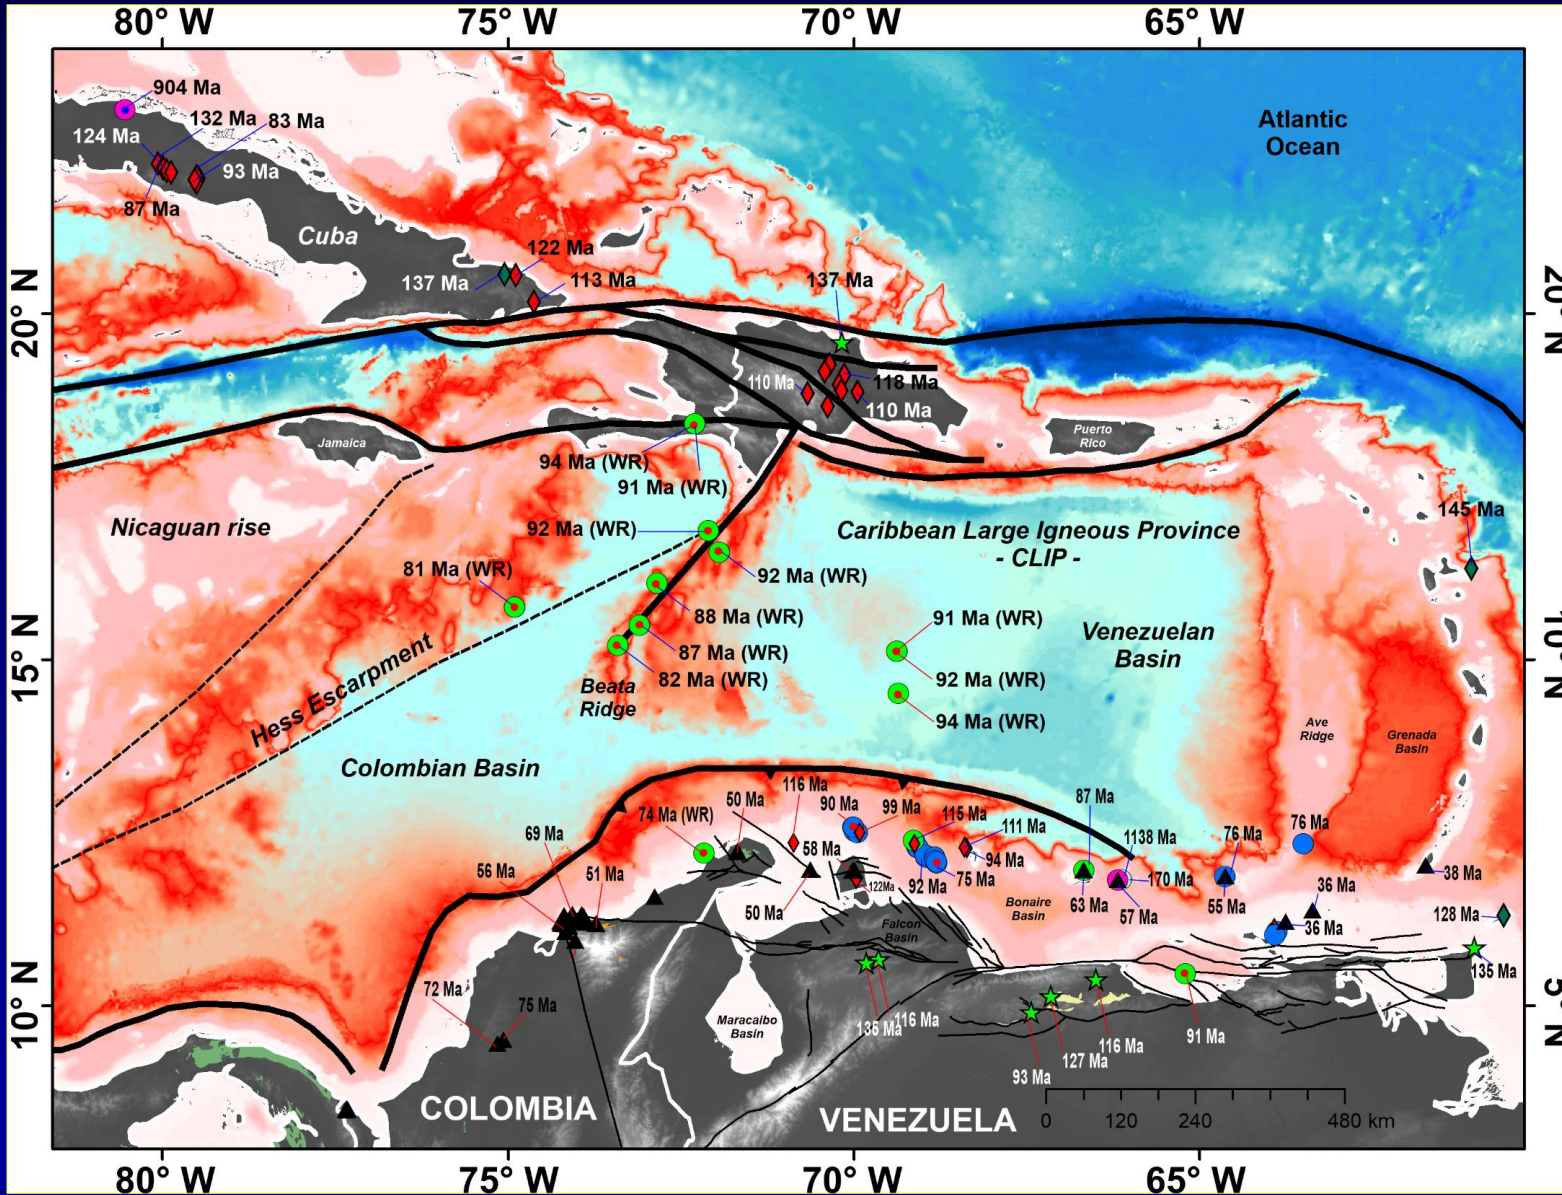 80° W
75° W
70° W
65° W
904 Ma
132 Ma
83 Ma
124 Ma
93 Ma
87 Ma
Cuba
Atlantic
Ocean
122 Ma
137 Ma
113 Ma
137 Ma
20° N
20° N
110 Ma
118 Ma
110 Ma
Jamaica
Puerto
Rico
94 Ma (WR)
91 Ma (WR)
Nicaguan rise
92 Ma (WR)
Caribbean Large Igneous Province
- CLIP -
145 Ma
81 Ma (WR)
92 Ma (WR)
88 Ma (WR)
91 Ma (WR)
Venezuelan
Basin
15° N
10° N
87 Ma (WR)
82 Ma (WR)
92 Ma (WR)
Hess Escarpment
Beata
Ridge
94 Ma (WR)
Ave
Ridge
Grenada
Basin
Colombian Basin
116 Ma
50 Ma
90 Ma
99 Ma
87 Ma
74 Ma (WR)
115 Ma
111 Ma
76 Ma
76 Ma
69 Ma
1138 Ma
58 Ma
94 Ma
56 Ma
51 Ma
38 Ma
122Ma
92 Ma
75 Ma
170 Ma
36 Ma
50 Ma
Bonaire
Basin
63 Ma
57 Ma
55 Ma
128 Ma
36 Ma
Falcon
Basin
135 Ma
10° N
5° N
72 Ma
75 Ma
Maracaibo
Basin
135 Ma
116 Ma
91 Ma
116 Ma
127 Ma
93 Ma
COLOMBIA
VENEZUELA
0 120 240 480 km
80° W
75° W
70° W
65° W